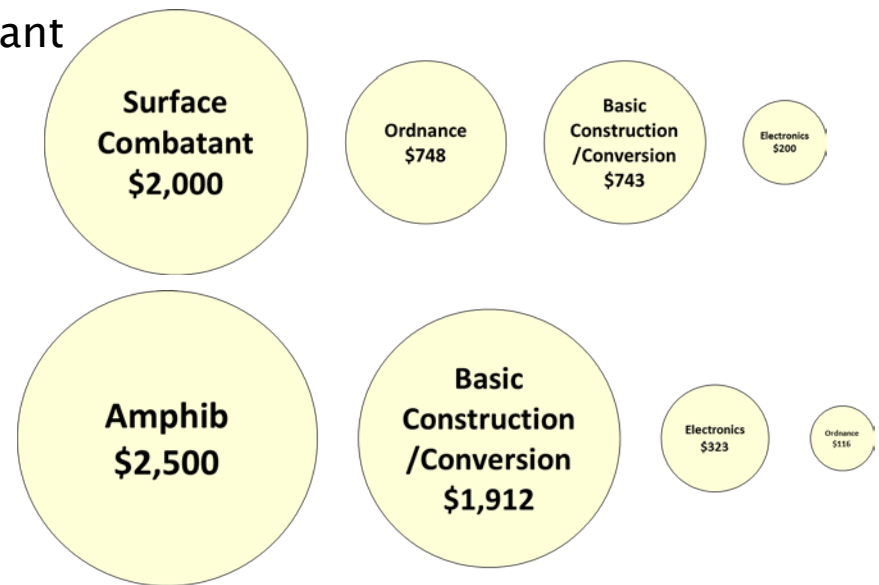 ant
Surface
Combatant
$2,000
Ordnance
$748
Basic
Construction
/Conversion
$743
Electronics
$200
Amphib
$2,500
Basic
Construction
/Conversion
$1,912
Electronics
$323
Ordnance
$116